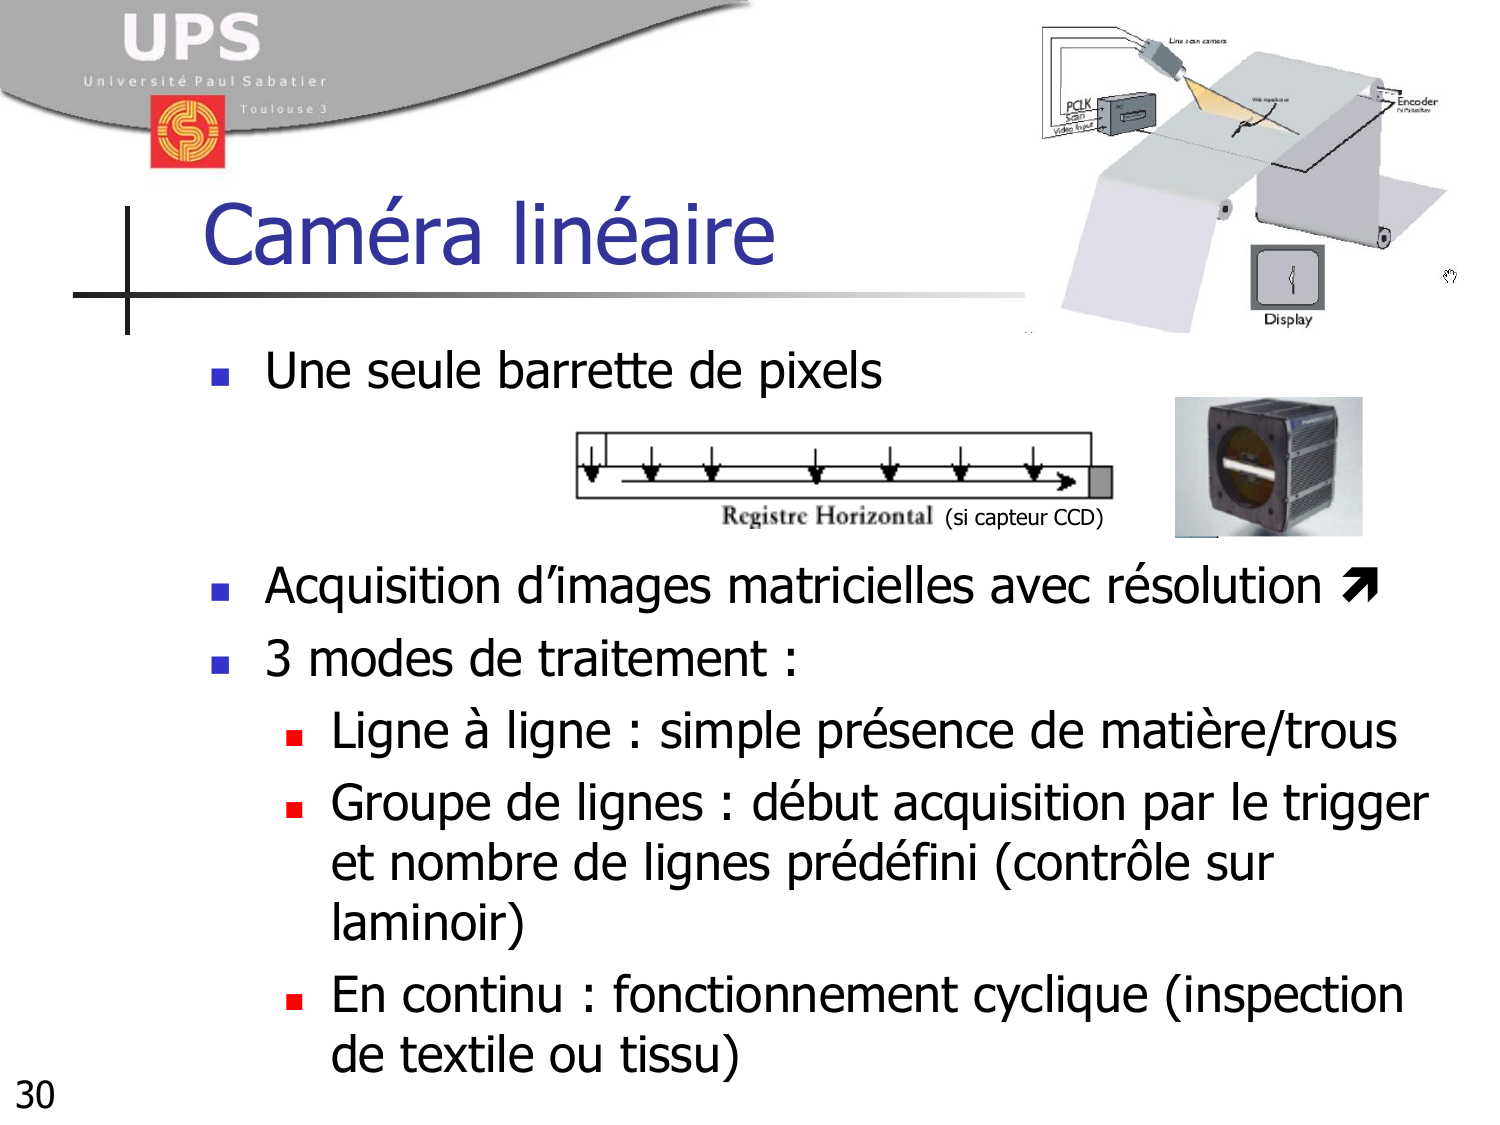 UPS
Université Paul Sabatier
Toulouse 3
Line scan camera
PCLK
Scan
Video Input
PC
Encoder
Display
Caméra linéaire
Une seule barrette de pixels
Registre Horizontal (si capteur CCD)
Acquisition d’images matricielles avec résolution ↗
3 modes de traitement :
Ligne à ligne : simple présence de matière/trous
Groupe de lignes : début acquisition par le trigger
et nombre de lignes prédéfini (contrôle sur
laminoir)
En continu : fonctionnement cyclique (inspection
de textile ou tissu)
30